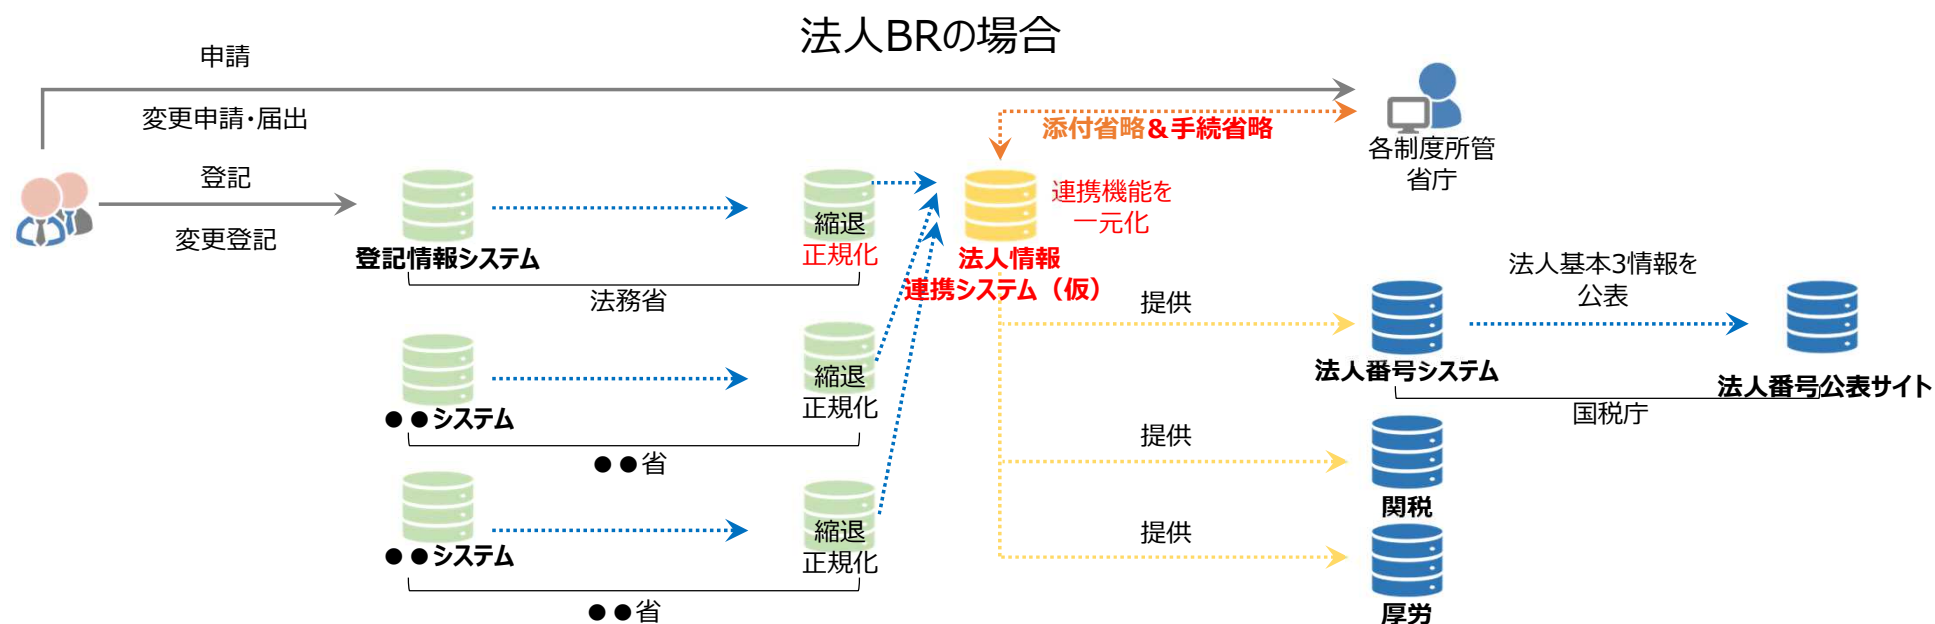 法人BRの場合
申請
変更申請・届出
登記
変更登記
登記情報システム
縮退
正規化
法務省
●●システム
縮退
正規化
●●省
●●システム
縮退
正規化
●●省
添付省略&手続省略
連携機能を
一元化
法人情報
連携システム（仮）
各制度所管
省庁
提供
法人番号システム
法人基本3情報を
公表
法人番号公表サイト
国税庁
提供
関税
提供
厚労